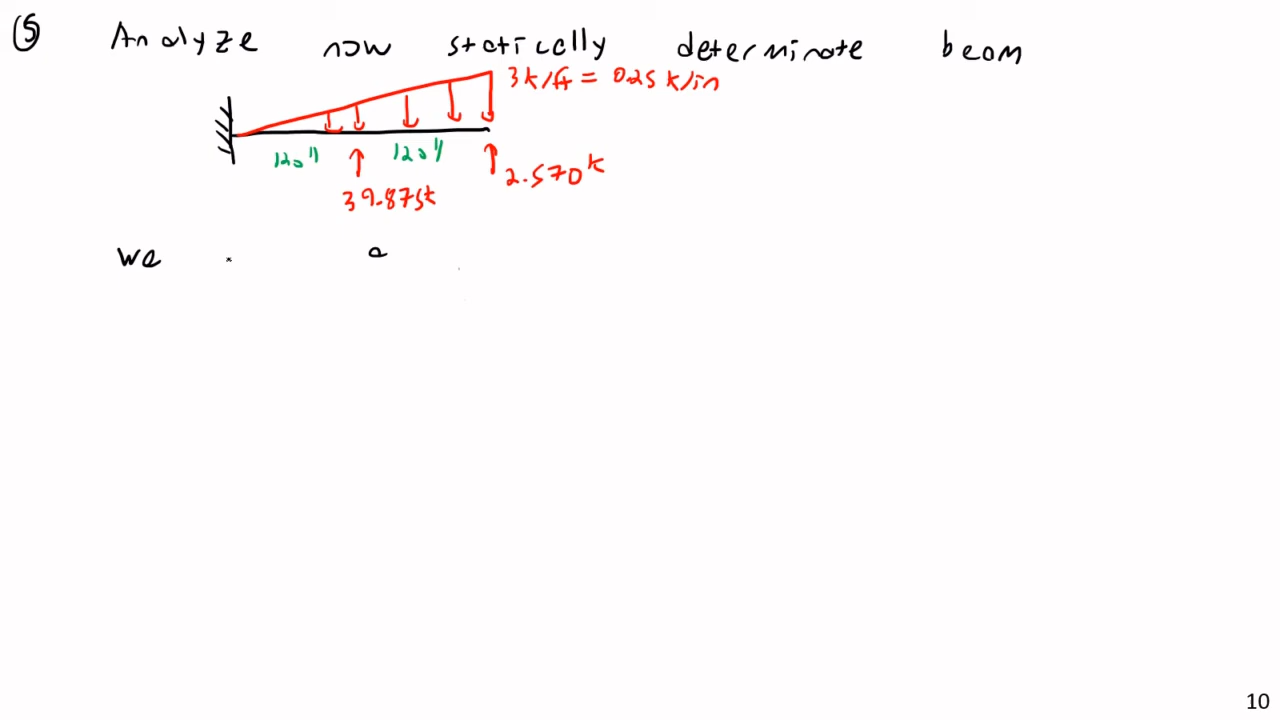 ⑤ Analyze now statically determinate beam
3k/ft = 0.25 k/in
120" 120"
2.570k
39.875k
we a
10